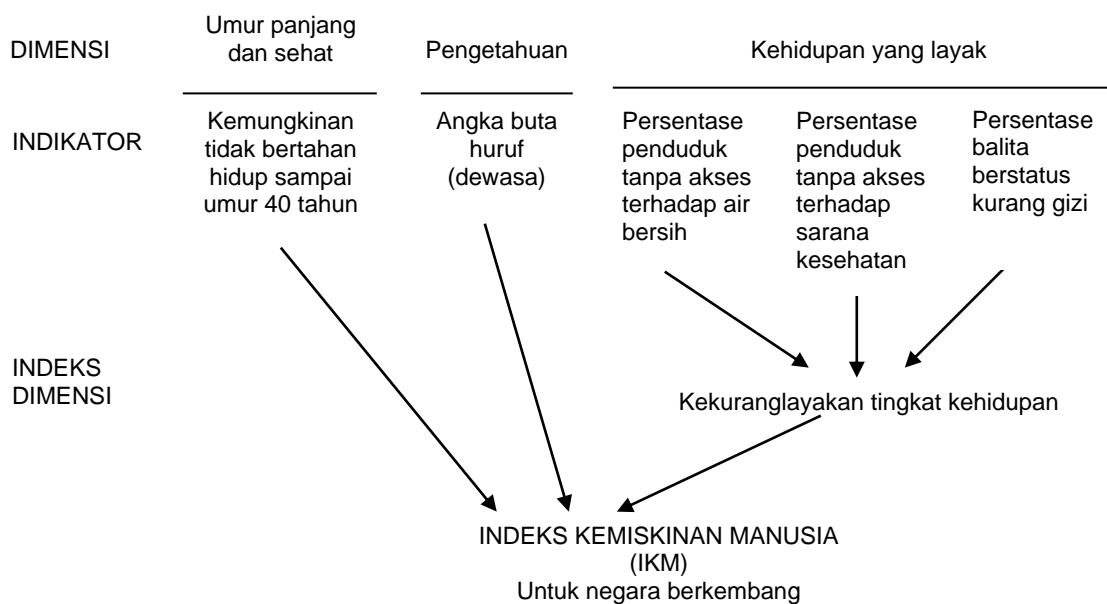 DIMENSI
Umur panjang
dan sehat
Pengetahuan
Kehidupan yang layak
INDIKATOR
Kemungkinan
tidak bertahan
hidup sampai
umur 40 tahun
Angka buta
huruf
(dewasa)
Persentase
penduduk
tanpa akses
terhadap air
bersih
Persentase
penduduk
tanpa akses
terhadap
sarana
kesehatan
Persentase
balita
berstatus
kurang gizi
INDEKS
DIMENSI
Kekuranglayakan tingkat kehidupan
INDEKS KEMISKINAN MANUSIA
(IKM)
Untuk negara berkembang